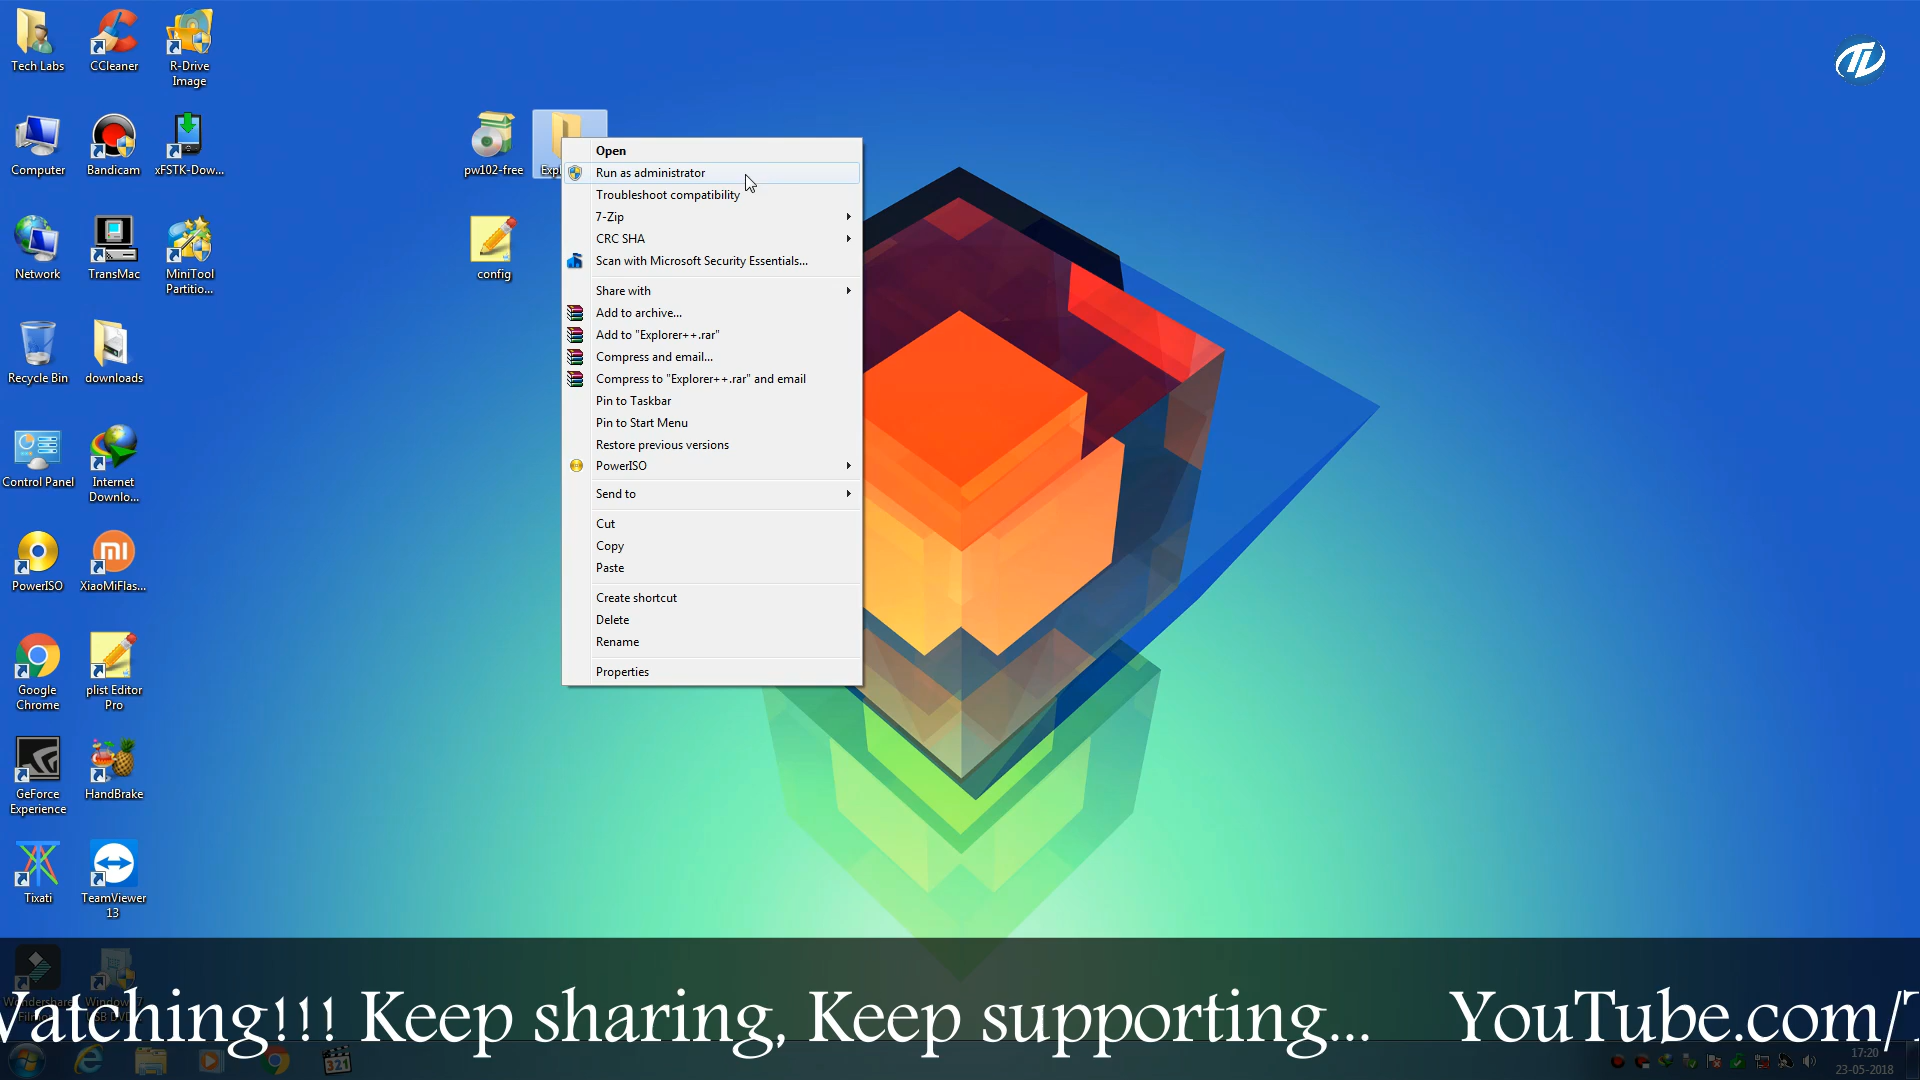 Tech Labs
CCleaner
R-Drive
Image
Computer
Bandicam
xFSTK-Dow...
Network
TransMac
MiniTool
Partitio...
Recycle Bin
downloads
Control Panel
Internet
Downlo...
PowerISO
XiaoMiFlas...
Google
Chrome
plist Editor
Pro
GeForce
Experience
HandBrake
Tixati
TeamViewer
13
pw102-free
config
Open
Run as administrator
Troubleshoot compatibility
7-Zip
CRC SHA
Scan with Microsoft Security Essentials...
Share with
Add to archive...
Add to "Explorer++.rar"
Compress and email...
Compress to "Explorer++.rar" and email
Pin to Taskbar
Pin to Start Menu
Restore previous versions
PowerISO
Send to
Cut
Copy
Paste
Create shortcut
Delete
Rename
Properties
Watching!!! Keep sharing, Keep supporting... YouTube.com/T
321
17:20
23-05-2018